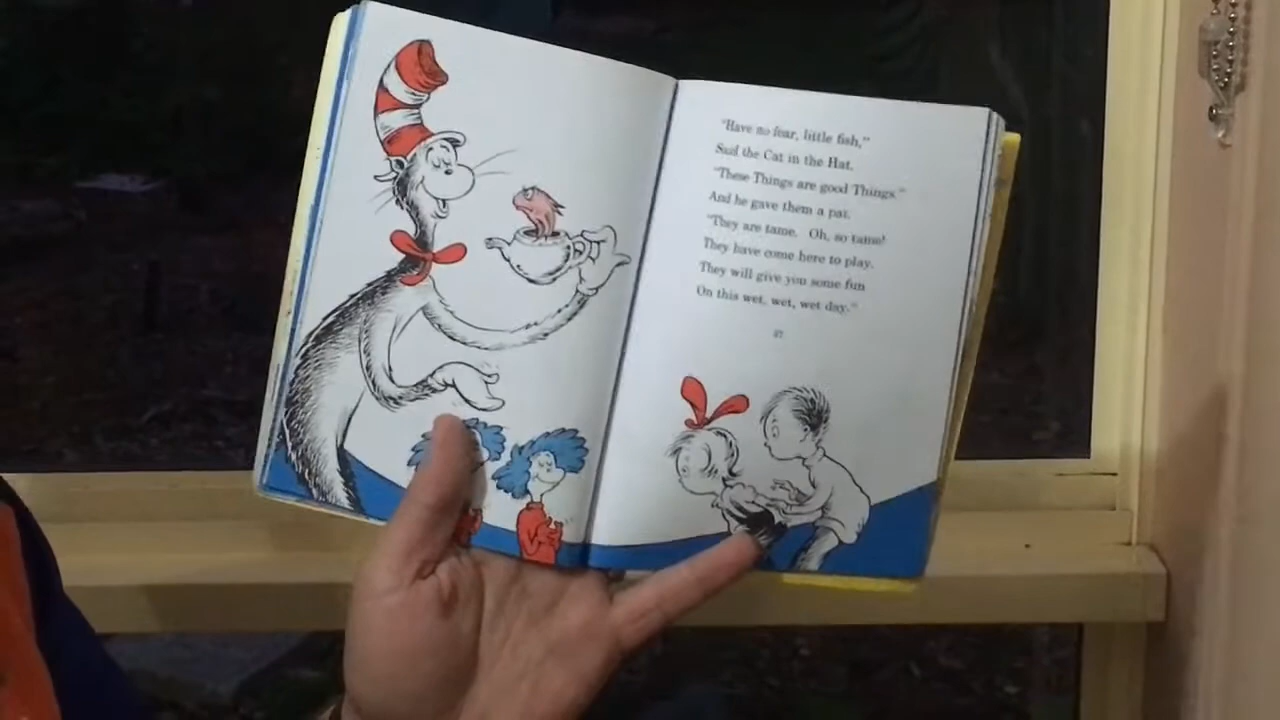 "Have no fear, little fish,"
Said the Cat in the Hat.
"These Things are good Things."
And he gave them a pat.
"They are tame. Oh, so tame!
They have come here to play.
They will give you some fun
On this wet, wet, wet day."
37